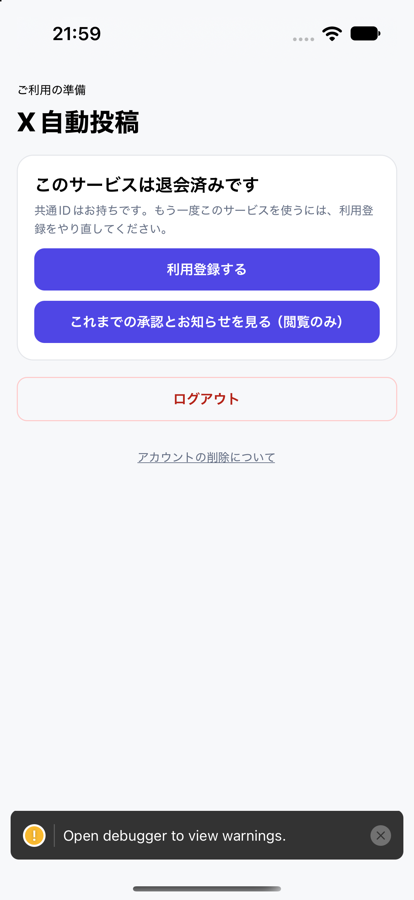 21:59
ご利用の準備
X 自動投稿
このサービスは退会済みです
共通IDはお持ちです。もう一度このサービスを使うには、利用登
録をやり直してください。
利用登録する
これまでの承認とお知らせを見る（閲覧のみ）
ログアウト
アカウントの削除について
Open debugger to view warnings.